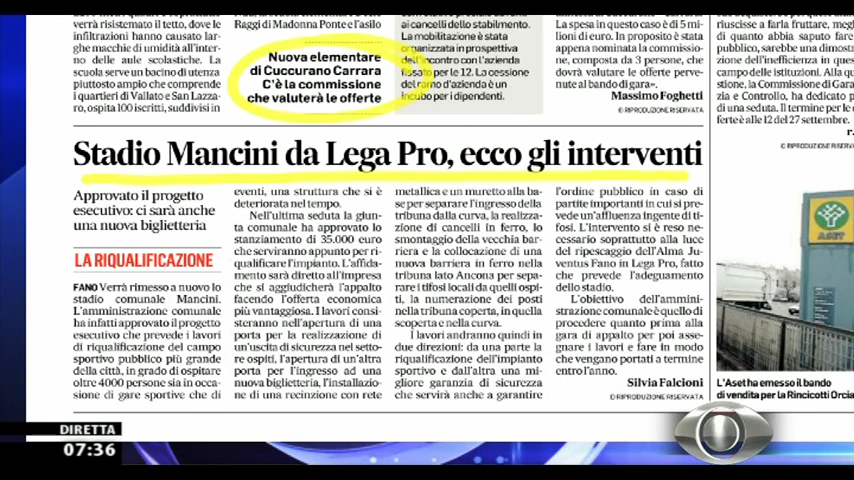 verrà risistemato il tetto, dove le
infiltrazioni hanno causato lar-
ghe macchie di umidità all'inter-
no delle aule scolastiche. La
scuola serve un bacino di utenza
piuttosto ampio che comprende
i quartieri di Vallato e San Lazza-
ro, ospita 100 iscritti, suddivisi in
Raggi di Madonna Ponte e l'asilo
Nuova elementare
di Cuccurano Carrara
C'è la commissione
che valuterà le offerte
ai cancelli dello stabilmento.
La mobilitazione è stata
organizzata in prospettiva
dell'incontro con l'azienda
fissato per le 12. La cessione
del ramo d'azienda è un
incubo per i dipendenti.
La spesa in questo caso è di 5 mi-
lioni di euro. In proposito è stata
appena nominata la commissio-
ne, composta da 3 persone, che
dovrà valutare le offerte perve-
nute al bando di gara».
Massimo Foghetti
© RIPRODUZIONE RISERVATA
riuscisse a farla fruttare, megl
di quanto abbia saputo fare
pubblico, sarebbe una dimostra
zione dell'inefficienza in quest
campo delle istituzioni. Alla qu
stione, la Commissione di Garan
zia e Controllo, ha dedicato p
di una seduta. Il termine per le o
ferte è alle 12 del 27 settembre.
© RIPRODUZIONE RISERV
Stadio Mancini da Lega Pro, ecco gli interventi
Approvato il progetto
esecutivo: ci sarà anche
una nuova biglietteria
LA RIQUALIFICAZIONE
FANO Verrà rimesso a nuovo lo
stadio comunale Mancini.
L'amministrazione comunale
ha infatti approvato il progetto
esecutivo che prevede i lavori
di riqualificazione del campo
sportivo pubblico più grande
della città, in grado di ospitare
oltre 4000 persone sia in occa-
sione di gare sportive che di
eventi, una struttura che si è
deteriorata nel tempo.
Nell'ultima seduta la giun-
ta comunale ha approvato lo
stanziamento di 35.000 euro
che serviranno appunto per ri-
qualificare l'impianto. L'affida-
mento sarà diretto all'impresa
che si aggiudicherà l'appalto
facendo l'offerta economica
più vantaggiosa. I lavori consi-
steranno nell'apertura di una
porta per la realizzazione di
un'uscita di sicurezza nel setto-
re ospiti, l'apertura di un'altra
porta per l'ingresso ad una
nuova biglietteria, l'installazio-
ne di una recinzione con rete
metallica e un muretto alla ba-
se per separare l'ingresso della
tribuna dalla curva, la realizza-
zione di cancelli in ferro, lo
smontaggio della vecchia bar-
riera e la collocazione di una
nuova barriera in ferro nella
tribuna lato Ancona per sepa-
rare i tifosi locali da quelli ospi-
ti, la numerazione dei posti
nella tribuna coperta, in quella
scoperta e nella curva.
I lavori andranno quindi in
due direzioni: da una parte la
riqualificazione dell'impianto
sportivo e dall'altra una mi-
gliore garanzia di sicurezza
che servirà anche a garantire
l'ordine pubblico in caso di
partite importanti in cui si pre-
vede un'affluenza ingente di ti-
fosi. L'intervento si è reso ne-
cessario soprattutto alla luce
del ripescaggio dell'Alma Ju-
ventus Fano in Lega Pro, fatto
che prevede l'adeguamento
dello stadio.
L'obiettivo dell'ammini-
strazione comunale è quello di
procedere quanto prima alla
gara di appalto per poi asse-
gnare i lavori e fare in modo
che vengano portati a termine
entro l'anno.
Silvia Falcioni
© RIPRODUZIONE RISERVATA
ASET
L'Aset ha emesso il bando
di vendita per la Rincicotti Orcia
DIRETTA
07:36